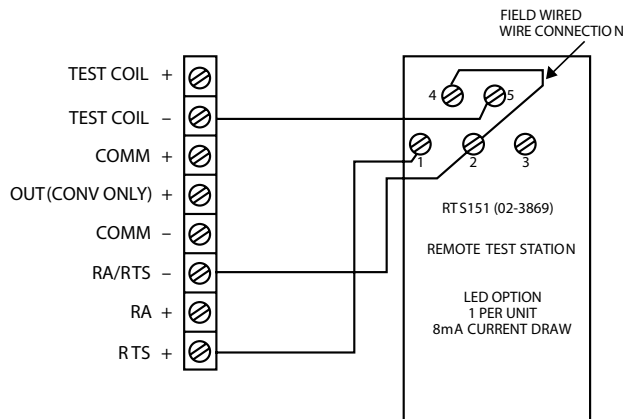 FIELD WIRED
WIRE CONNECTION
TEST COIL +
TEST COIL –
COMM +
OUT(CONV ONLY) +
COMM –
RA/RTS –
RA +
RTS +
4
5
1
2
3
RTS151 (02-3869)
REMOTE TEST STATION
LED OPTION
1 PER UNIT
8mA CURRENT DRAW